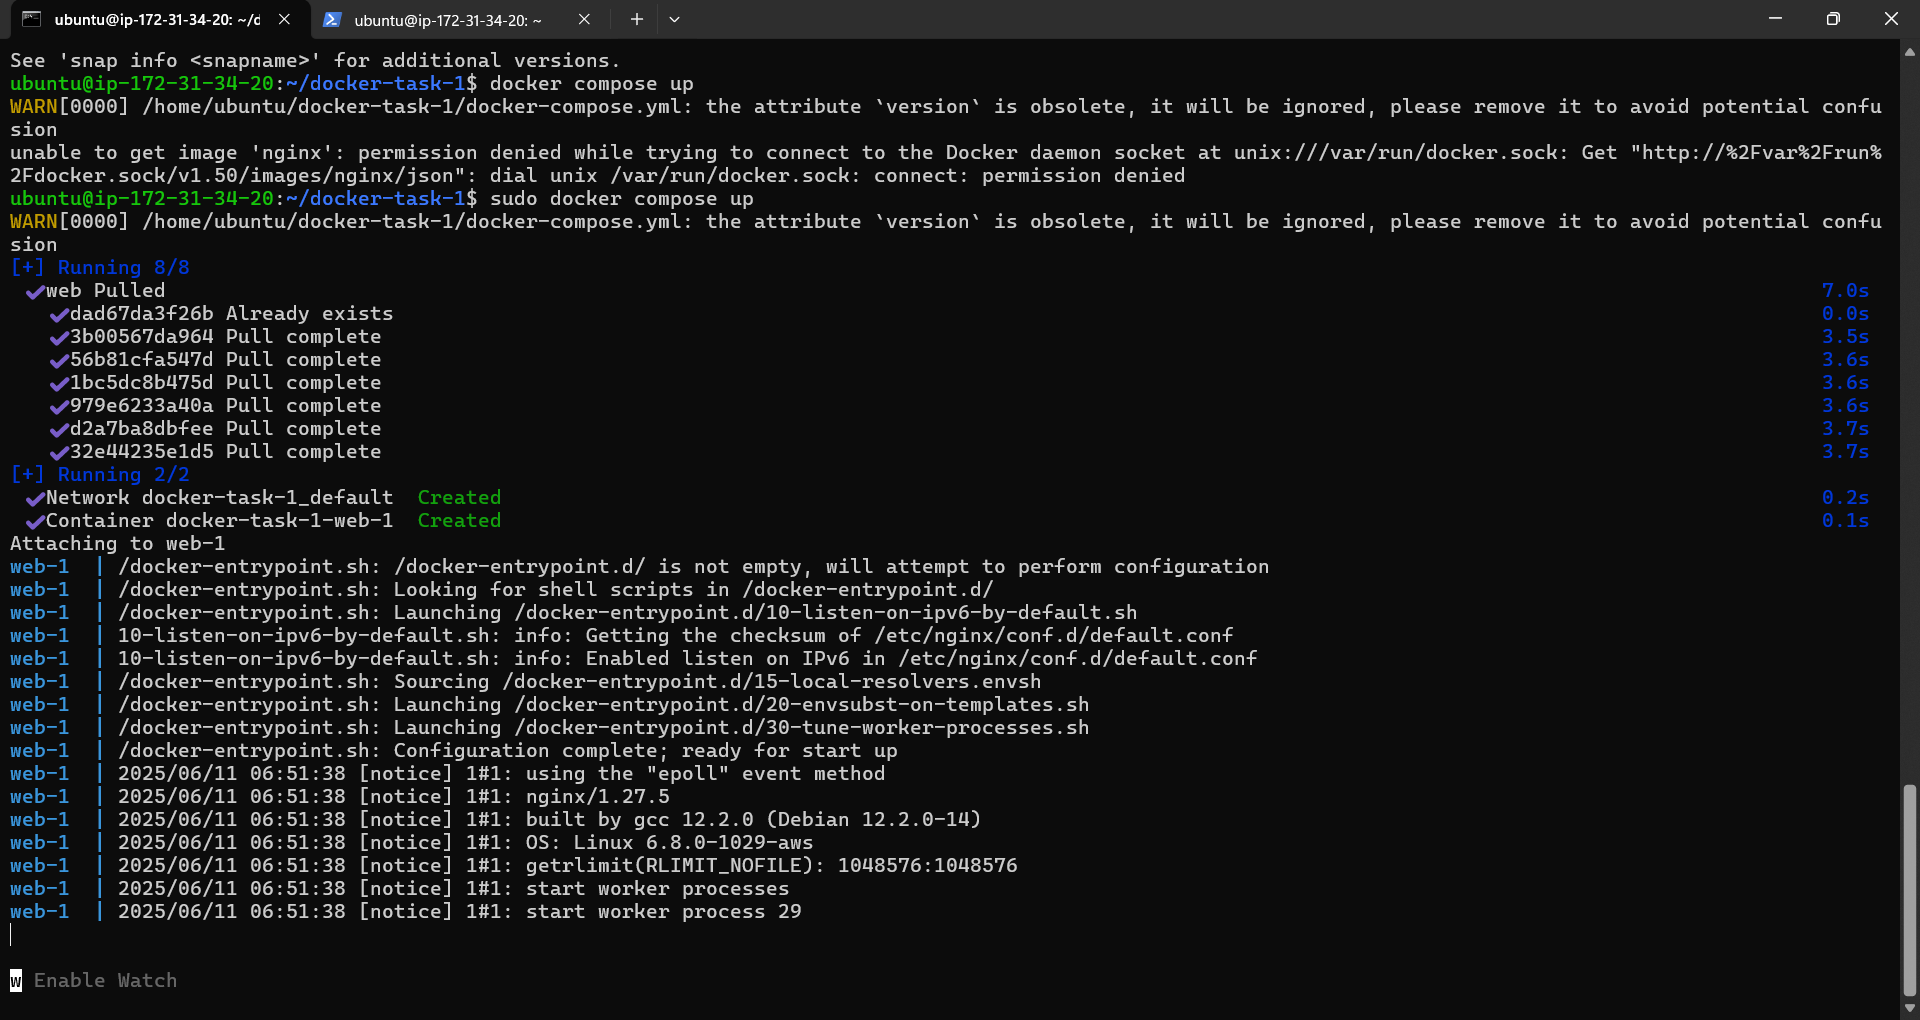 ubuntu@ip-172-31-34-20: ~/d
ubuntu@ip-172-31-34-20: ~
See 'snap info <snapname>' for additional versions.
ubuntu@ip-172-31-34-20:~/docker-task-1$ docker compose up
WARN[0000] /home/ubuntu/docker-task-1/docker-compose.yml: the attribute `version` is obsolete, it will be ignored, please remove it to avoid potential confu
sion
unable to get image 'nginx': permission denied while trying to connect to the Docker daemon socket at unix:///var/run/docker.sock: Get "http://%2Fvar%2Frun%
2Fdocker.sock/v1.50/images/nginx/json": dial unix /var/run/docker.sock: connect: permission denied
ubuntu@ip-172-31-34-20:~/docker-task-1$ sudo docker compose up
WARN[0000] /home/ubuntu/docker-task-1/docker-compose.yml: the attribute `version` is obsolete, it will be ignored, please remove it to avoid potential confu
sion
[+] Running 8/8
✔web Pulled 7.0s
✔dad67da3f26b Already exists 0.0s
✔3b00567da964 Pull complete 3.5s
✔56b81cfa547d Pull complete 3.6s
✔1bc5dc8b475d Pull complete 3.6s
✔979e6233a40a Pull complete 3.6s
✔d2a7ba8dbfee Pull complete 3.7s
✔32e44235e1d5 Pull complete 3.7s
[+] Running 2/2
✔Network docker-task-1_default Created 0.2s
✔Container docker-task-1-web-1 Created 0.1s
Attaching to web-1
web-1 | /docker-entrypoint.sh: /docker-entrypoint.d/ is not empty, will attempt to perform configuration
web-1 | /docker-entrypoint.sh: Looking for shell scripts in /docker-entrypoint.d/
web-1 | /docker-entrypoint.sh: Launching /docker-entrypoint.d/10-listen-on-ipv6-by-default.sh
web-1 | 10-listen-on-ipv6-by-default.sh: info: Getting the checksum of /etc/nginx/conf.d/default.conf
web-1 | 10-listen-on-ipv6-by-default.sh: info: Enabled listen on IPv6 in /etc/nginx/conf.d/default.conf
web-1 | /docker-entrypoint.sh: Sourcing /docker-entrypoint.d/15-local-resolvers.envsh
web-1 | /docker-entrypoint.sh: Launching /docker-entrypoint.d/20-envsubst-on-templates.sh
web-1 | /docker-entrypoint.sh: Launching /docker-entrypoint.d/30-tune-worker-processes.sh
web-1 | /docker-entrypoint.sh: Configuration complete; ready for start up
web-1 | 2025/06/11 06:51:38 [notice] 1#1: using the "epoll" event method
web-1 | 2025/06/11 06:51:38 [notice] 1#1: nginx/1.27.5
web-1 | 2025/06/11 06:51:38 [notice] 1#1: built by gcc 12.2.0 (Debian 12.2.0-14)
web-1 | 2025/06/11 06:51:38 [notice] 1#1: OS: Linux 6.8.0-1029-aws
web-1 | 2025/06/11 06:51:38 [notice] 1#1: getrlimit(RLIMIT_NOFILE): 1048576:1048576
web-1 | 2025/06/11 06:51:38 [notice] 1#1: start worker processes
web-1 | 2025/06/11 06:51:38 [notice] 1#1: start worker process 29
w Enable Watch